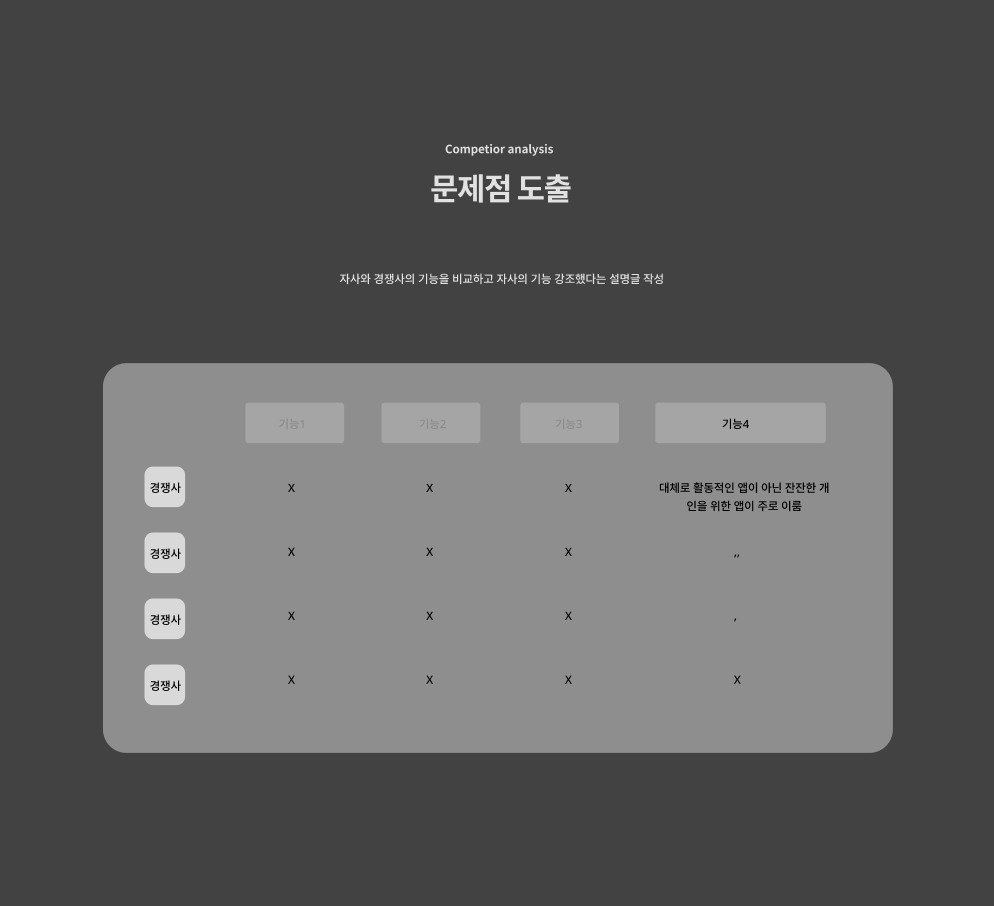 Competior analysis
문제점 도출
자사와 경쟁사의 기능을 비교하고 자사의 기능 강조했다는 설명글 작성
기능1 기능2 기능3 기능4
경쟁사 X X X 대체로 활동적인 앱이 아닌 잔잔한 개
인을 위한 앱이 주로 이룸
경쟁사 X X X ,,
경쟁사 X X X ,
경쟁사 X X X X